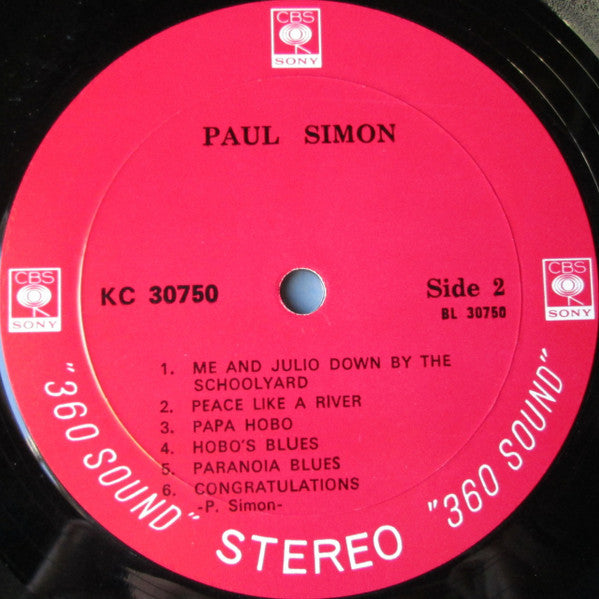 CBS
SONY
PAUL SIMON
CBS
SONY
CBS
SONY
KC 30750
Side 2
BL 30750
1. ME AND JULIO DOWN BY THE
SCHOOLYARD
2. PEACE LIKE A RIVER
3. PAPA HOBO
4. HOBO'S BLUES
5. PARANOIA BLUES
6. CONGRATULATIONS
-P. Simon-
"360 SOUND"
STEREO
"360 SOUND"